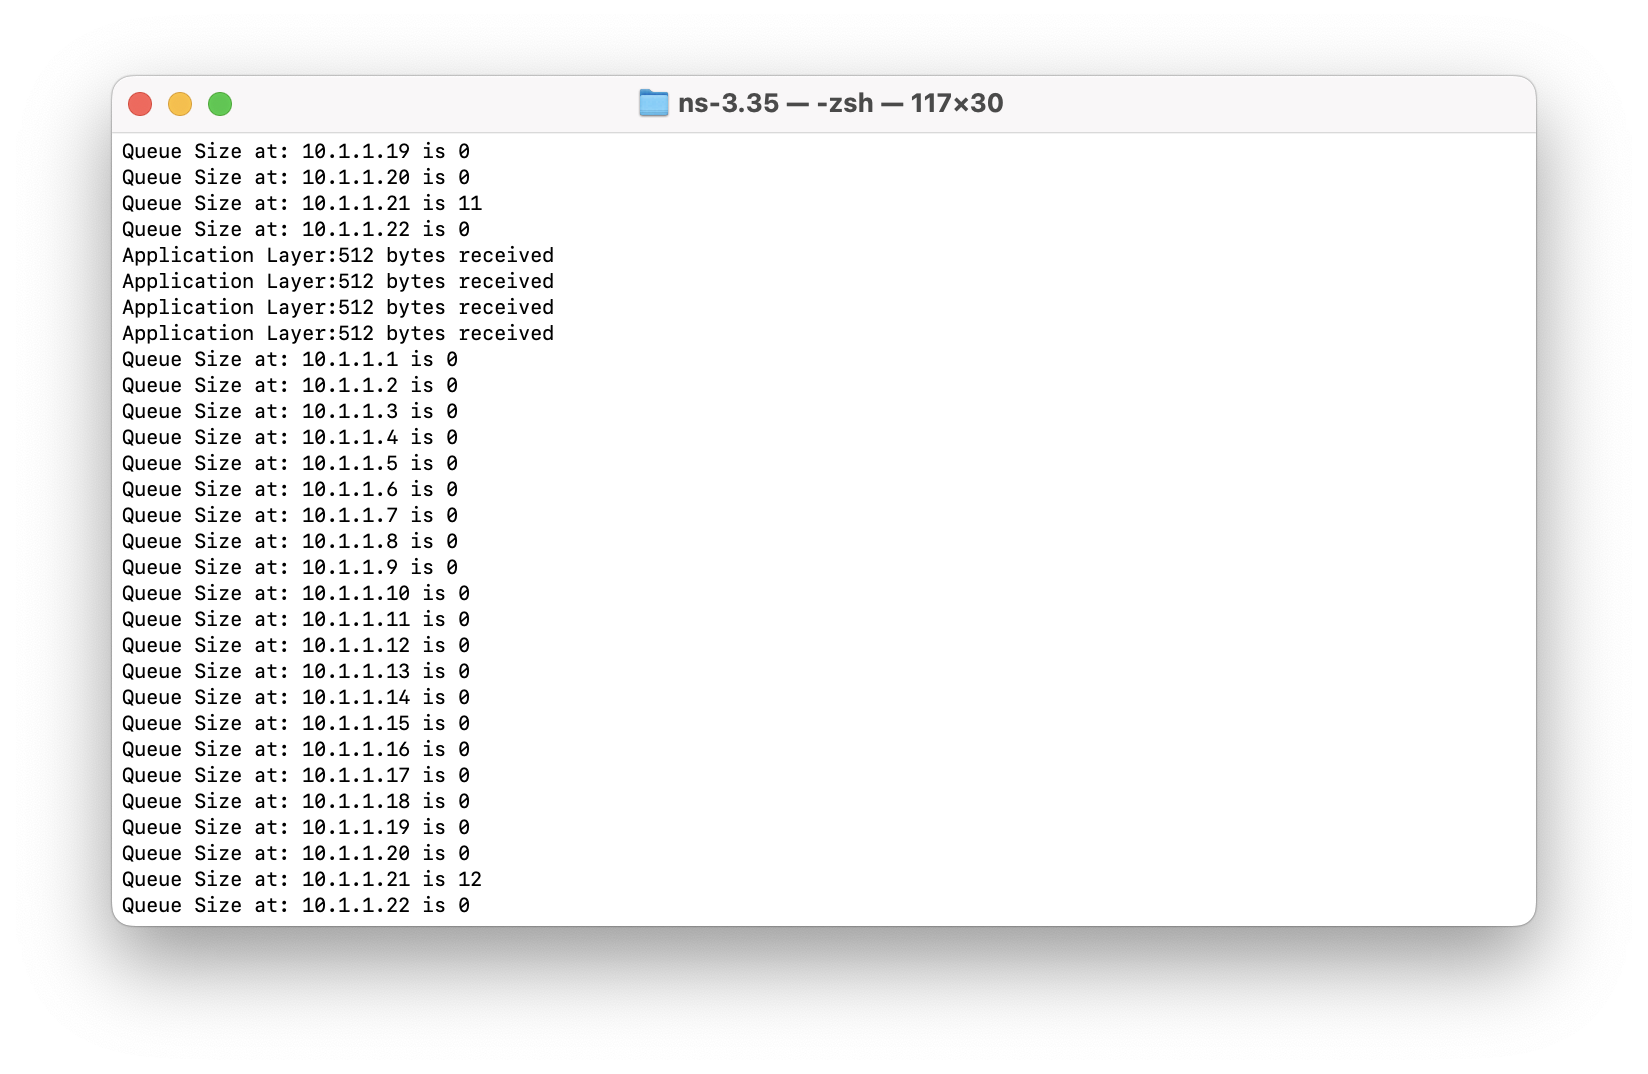 ns-3.35 — -zsh — 117×30
Queue Size at: 10.1.1.19 is 0
Queue Size at: 10.1.1.20 is 0
Queue Size at: 10.1.1.21 is 11
Queue Size at: 10.1.1.22 is 0
Application Layer:512 bytes received
Application Layer:512 bytes received
Application Layer:512 bytes received
Application Layer:512 bytes received
Queue Size at: 10.1.1.1 is 0
Queue Size at: 10.1.1.2 is 0
Queue Size at: 10.1.1.3 is 0
Queue Size at: 10.1.1.4 is 0
Queue Size at: 10.1.1.5 is 0
Queue Size at: 10.1.1.6 is 0
Queue Size at: 10.1.1.7 is 0
Queue Size at: 10.1.1.8 is 0
Queue Size at: 10.1.1.9 is 0
Queue Size at: 10.1.1.10 is 0
Queue Size at: 10.1.1.11 is 0
Queue Size at: 10.1.1.12 is 0
Queue Size at: 10.1.1.13 is 0
Queue Size at: 10.1.1.14 is 0
Queue Size at: 10.1.1.15 is 0
Queue Size at: 10.1.1.16 is 0
Queue Size at: 10.1.1.17 is 0
Queue Size at: 10.1.1.18 is 0
Queue Size at: 10.1.1.19 is 0
Queue Size at: 10.1.1.20 is 0
Queue Size at: 10.1.1.21 is 12
Queue Size at: 10.1.1.22 is 0